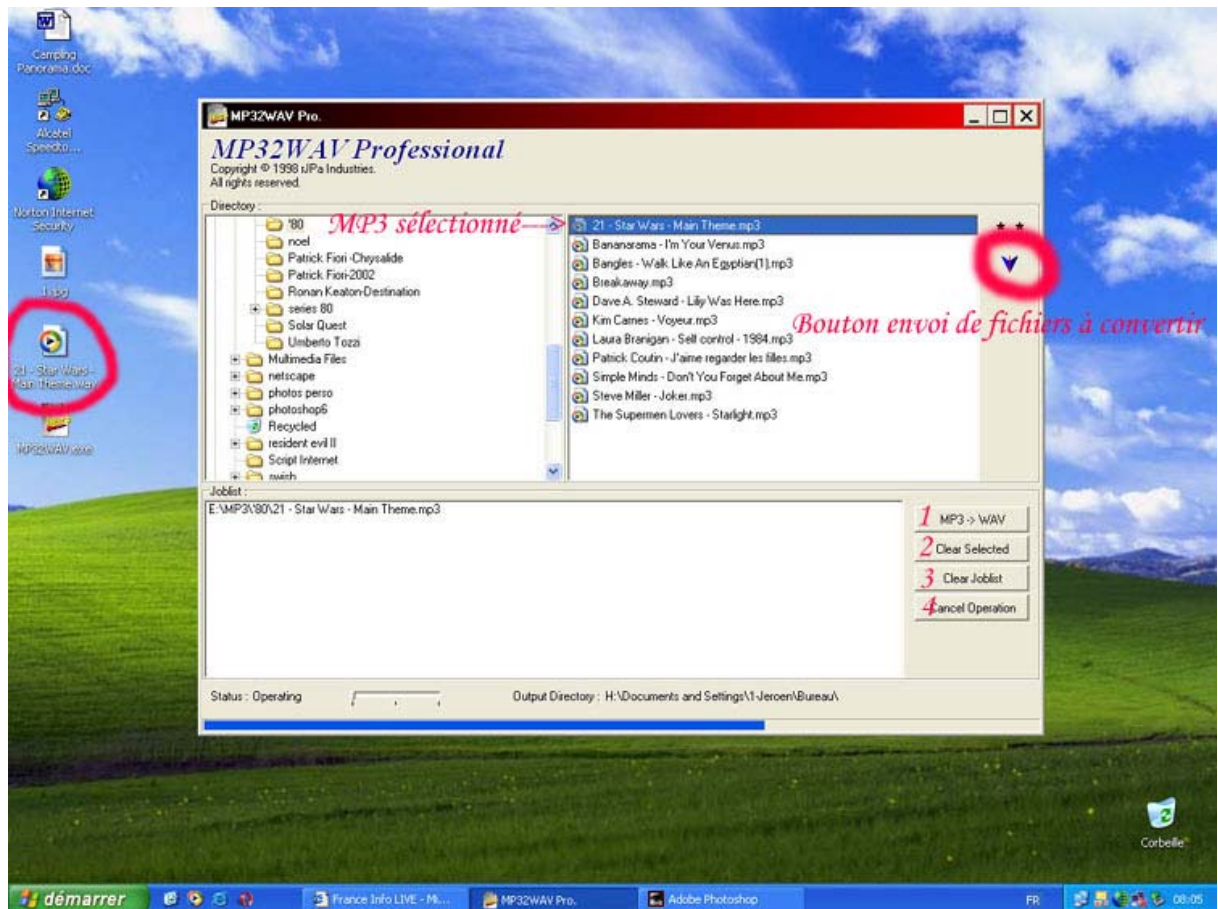 Camping
Panorama.doc
Alcatel
Speedto...
Norton Internet
Security
1.jpg
21 - Star Wars -
Main Theme.wav
MP32WAV.exe
MP32WAV Pro.
MP32WAV Professional
Copyright © 1998 rJPa Industries.
All rights reserved.
Directory :
'80
noel
Patrick Fiori -Chrysalide
Patrick Fiori-2002
Ronan Keaton-Destination
series 80
Solar Quest
Umberto Tozzi
Multimedia Files
netscape
photos perso
photoshop6
Recycled
resident evil II
Script Internet
swish
MP3 sélectionné--->
21 - Star Wars - Main Theme.mp3
Bananarama - I'm Your Venus.mp3
Bangles - Walk Like An Egyptian(1).mp3
Breakaway.mp3
Dave A. Steward - Lily Was Here.mp3
Kim Carnes - Voyeur.mp3
Laura Branigan - Self control - 1984.mp3
Patrick Coutin - J'aime regarder les filles.mp3
Simple Minds - Don't You Forget About Me.mp3
Steve Miller - Joker.mp3
The Supermen Lovers - Starlight.mp3
* *
Bouton envoi de fichiers à convertir
Joblist :
E:\MP3\'80\21 - Star Wars - Main Theme.mp3
1 MP3 -> WAV
2 Clear Selected
3 Clear Joblist
4 Cancel Operation
Status : Operating
Output Directory : H:\Documents and Settings\1-Jeroen\Bureau\
Corbeille
démarrer
France Info LIVE - Mi...
MP32WAV Pro.
Adobe Photoshop
FR
08:05